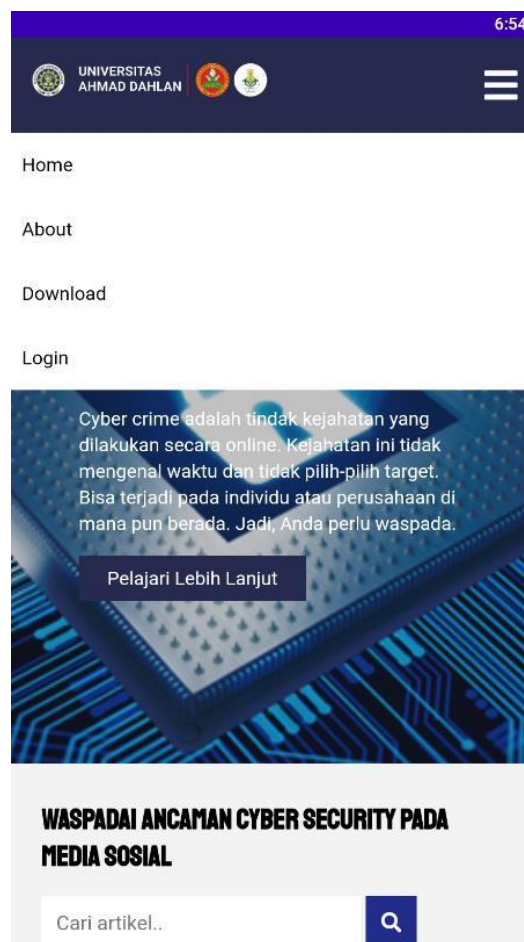 6:54
UNIVERSITAS
AHMAD DAHLAN
Home
About
Download
Login
Cyber crime adalah tindak kejahatan yang
dilakukan secara online. Kejahatan ini tidak
mengenal waktu dan tidak pilih-pilih target.
Bisa terjadi pada individu atau perusahaan di
mana pun berada. Jadi, Anda perlu waspada.
Pelajari Lebih Lanjut
WASPADAI ANCAMAN CYBER SECURITY PADA
MEDIA SOSIAL
Cari artikel..